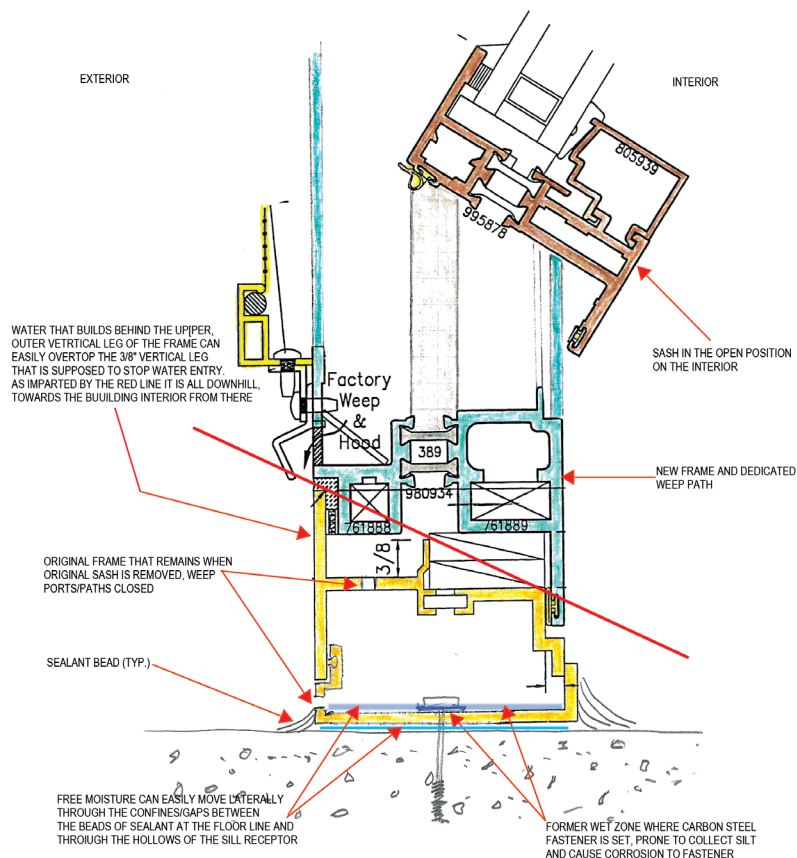 EXTERIOR
INTERIOR
805939
995878
WATER THAT BUILDS BEHIND THE UP[PER,
OUTER VETRTICAL LEG OF THE FRAME CAN
EASILY OVERTOP THE 3/8" VERTICAL LEG
THAT IS SUPPOSED TO STOP WATER ENTRY.
AS IMPARTED BY THE RED LINE IT IS ALL DOWNHILL,
TOWARDS THE BUUILDING INTERIOR FROM THERE
SASH IN THE OPEN POSITION
ON THE INTERIOR
Factory
Weep
&
Hood
389
980934
761888
761889
NEW FRAME AND DEDICATED
WEEP PATH
3/8
ORIGINAL FRAME THAT REMAINS WHEN
ORIGINAL SASH IS REMOVED, WEEP
PORTS/PATHS CLOSED
SEALANT BEAD (TYP.)
FREE MOISTURE CAN EASILY MOVE LATERALLY
THROUGH THE CONFINES/GAPS BETWEEN
THE BEADS OF SEALANT AT THE FLOOR LINE AND
THROIUGH THE HOLLOWS OF THE SILL RECEPTOR
FORMER WET ZONE WHERE CARBON STEEL
FASTENER IS SET, PRONE TO COLLECT SILT
AND CAUSE CORROSION TO FASTENER